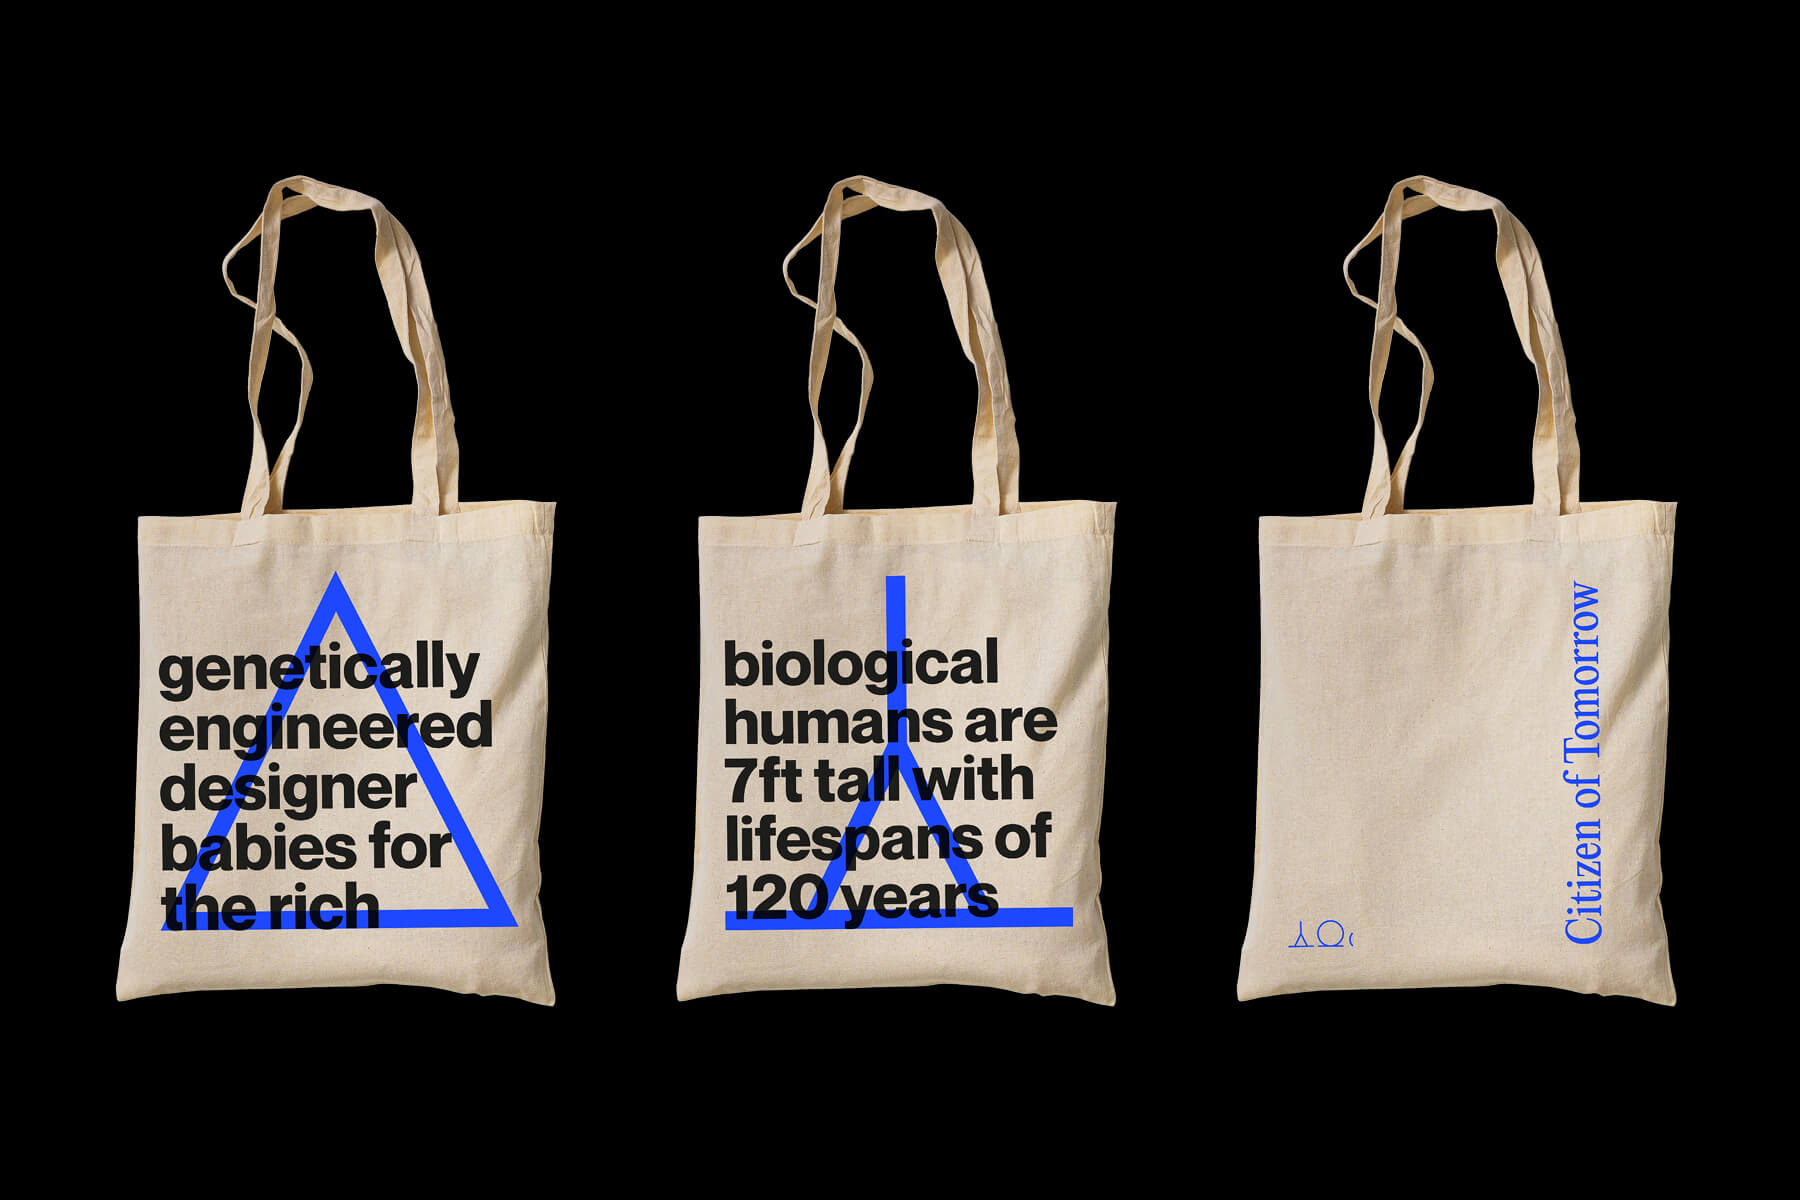 genetically
engineered
designer
babies for
the rich
biological
humans are
7ft tall with
lifespans of
120 years
Citizen of Tomorrow